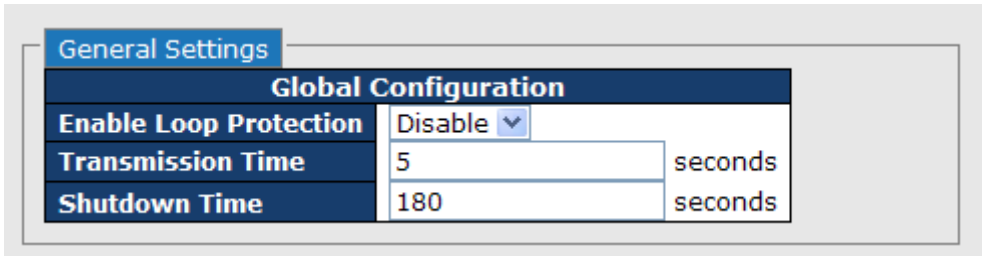 General Settings
Global Configuration
Enable Loop Protection Disable
Transmission Time 5 seconds
Shutdown Time 180 seconds